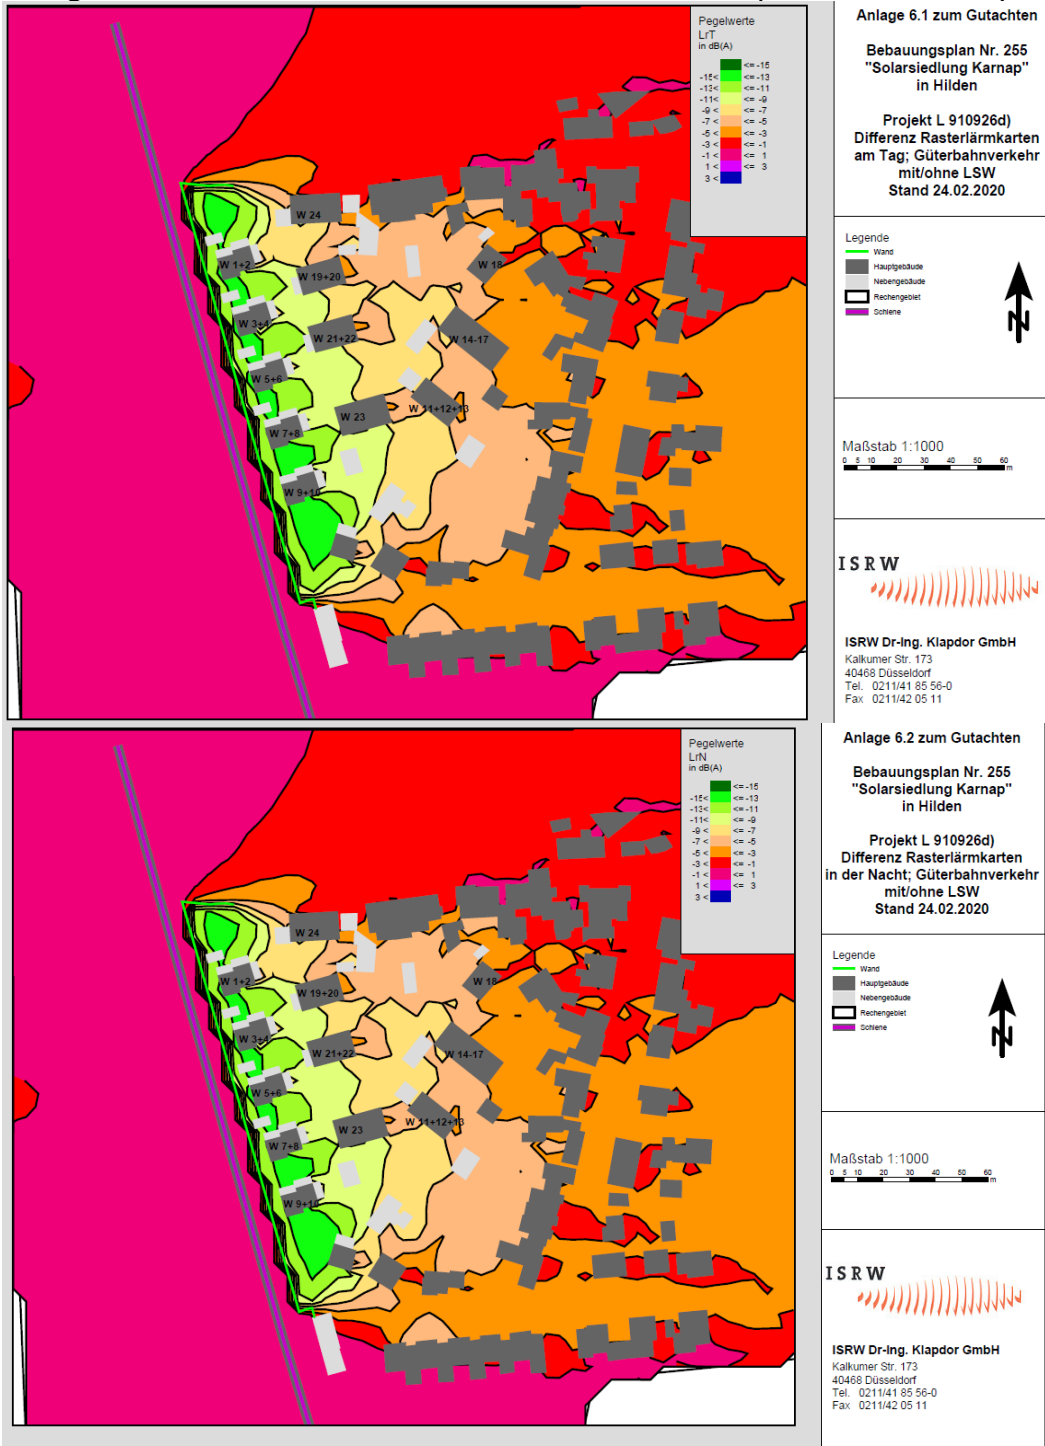 Pegelwerte
LrT
in dB(A)
<= -15
-15< <= -13
-13< <= -11
-11< <= -9
-9 < <= -7
-7 < <= -5
-5 < <= -3
-3 < <= -1
-1 < <= 1
1 < <= 3
3 <
W 24
W 1+2
W 19+20
W 18
W 3+4
W 21+22
W 14-17
W 5+6
W 23
W 11+12+13
W 7+8
W 9+10
Anlage 6.1 zum Gutachten
Bebauungsplan Nr. 255
"Solarsiedlung Karnap"
in Hilden
Projekt L 910926d)
Differenz Rasterlärmkarten
am Tag; Güterbahnverkehr
mit/ohne LSW
Stand 24.02.2020
Legende
Wand
Hauptgebäude
Nebengebäude
Rechengebiet
Schiene
N
Maßstab 1:1000
0 5 10 20 30 40 50 60
m
ISRW
ISRW Dr-Ing. Klapdor GmbH
Kalkumer Str. 173
40468 Düsseldorf
Tel. 0211/41 85 56-0
Fax 0211/42 05 11
Pegelwerte
LrN
in dB(A)
<= -15
-15< <= -13
-13< <= -11
-11< <= -9
-9 < <= -7
-7 < <= -5
-5 < <= -3
-3 < <= -1
-1 < <= 1
1 < <= 3
3 <
W 24
W 1+2
W 19+20
W 18
W 3+4
W 21+22
W 14-17
W 5+6
W 23
W 11+12+13
W 7+8
W 9+10
Anlage 6.2 zum Gutachten
Bebauungsplan Nr. 255
"Solarsiedlung Karnap"
in Hilden
Projekt L 910926d)
Differenz Rasterlärmkarten
in der Nacht; Güterbahnverkehr
mit/ohne LSW
Stand 24.02.2020
Legende
Wand
Hauptgebäude
Nebengebäude
Rechengebiet
Schiene
N
Maßstab 1:1000
0 5 10 20 30 40 50 60
m
ISRW
ISRW Dr-Ing. Klapdor GmbH
Kalkumer Str. 173
40468 Düsseldorf
Tel. 0211/41 85 56-0
Fax 0211/42 05 11